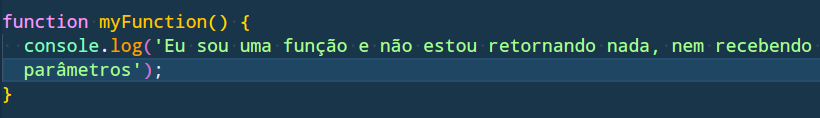 function myFunction() {
  console.log('Eu sou uma função e não estou retornando nada, nem recebendo
  parâmetros');
}